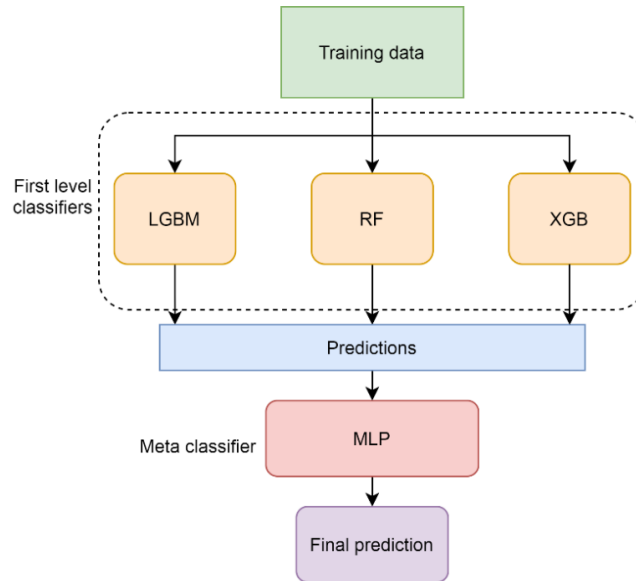 Training data
First level
classifiers
LGBM
RF
XGB
Predictions
Meta classifier
MLP
Final prediction